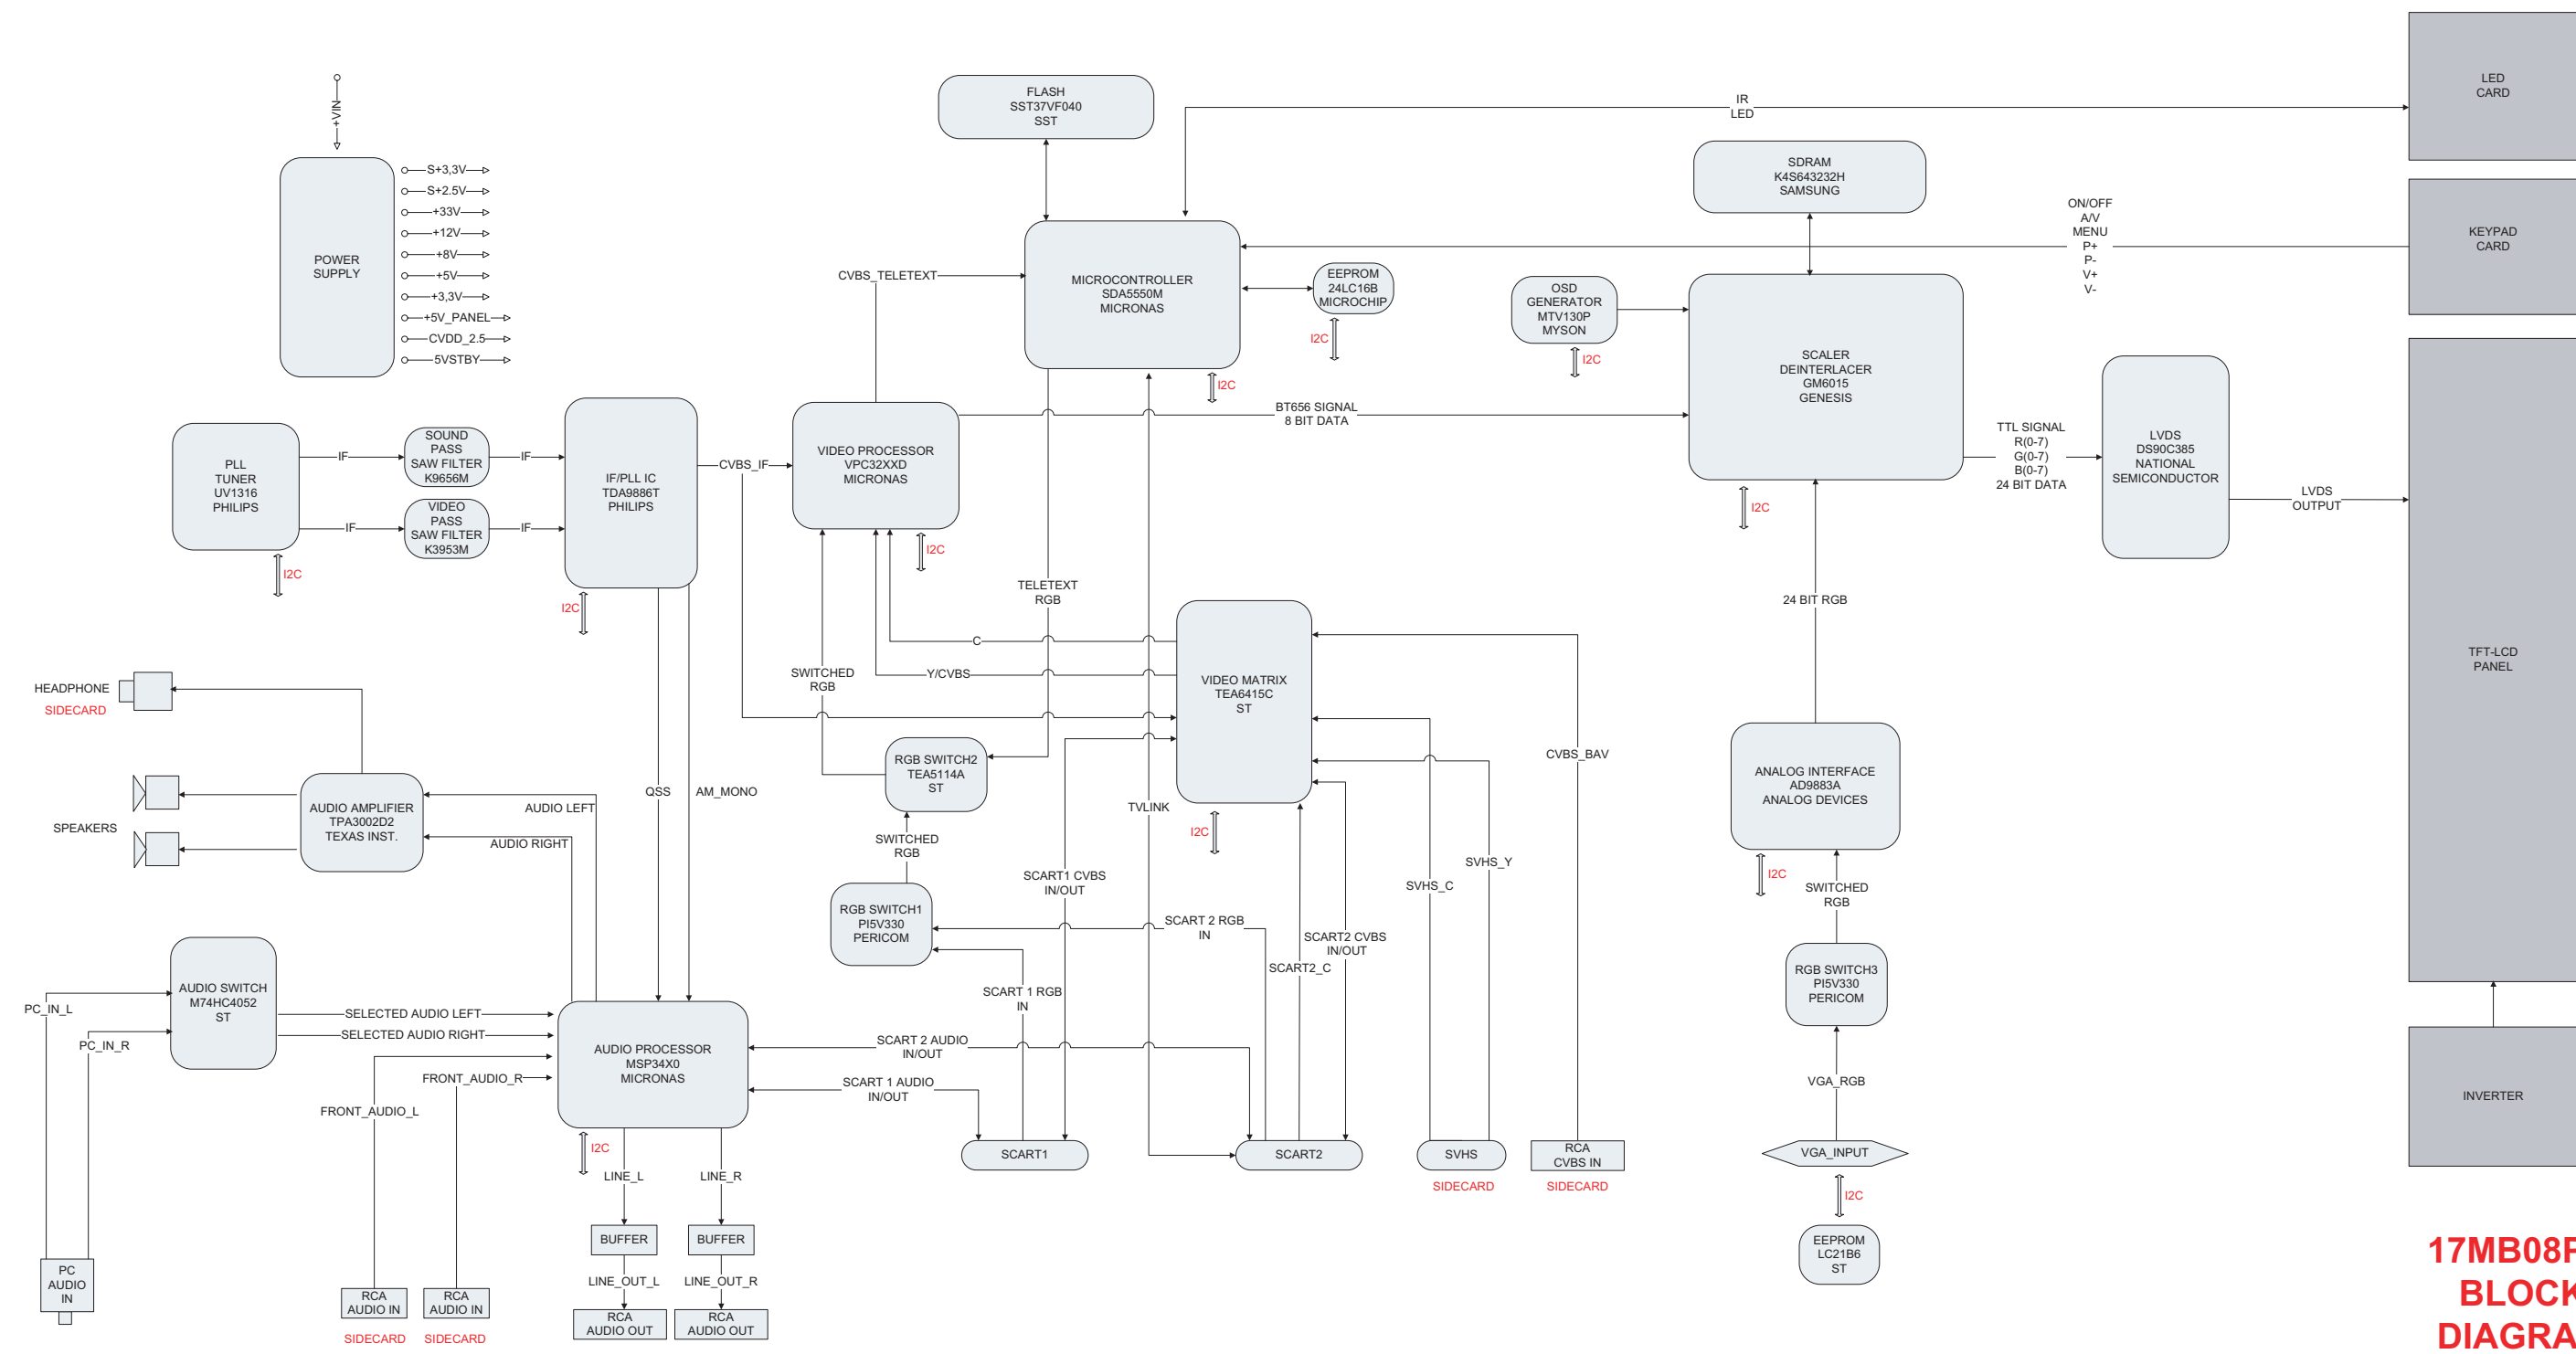 LED
CARD
+VIN
FLASH
SST37VF040
SST
IR
LED
SDRAM
K4S643232H
SAMSUNG
POWER
SUPPLY
S+3,3V
S+2.5V
+33V
+12V
+8V
+5V
+3,3V
+5V_PANEL
CVDD_2.5
5VSTBY
ON/OFF
A/V
MENU
P+
P-
V+
V-
KEYPAD
CARD
CVBS_TELETEXT
MICROCONTROLLER
SDA5550M
MICRONAS
I2C
EEPROM
24LC16B
MICROCHIP
I2C
OSD
GENERATOR
MTV130P
MYSON
I2C
SCALER
DEINTERLACER
GM6015
GENESIS
I2C
BT656 SIGNAL
8 BIT DATA
TTL SIGNAL
R(0-7)
G(0-7)
B(0-7)
24 BIT DATA
LVDS
DS90C385
NATIONAL
SEMICONDUCTOR
LVDS
OUTPUT
TFT-LCD
PANEL
PLL
TUNER
UV1316
PHILIPS
I2C
IF
IF
SOUND
PASS
SAW FILTER
K9656M
VIDEO
PASS
SAW FILTER
K3953M
IF
IF
IF/PLL IC
TDA9886T
PHILIPS
I2C
CVBS_IF
VIDEO PROCESSOR
VPC32XXD
MICRONAS
I2C
TELETEXT
RGB
24 BIT RGB
C
Y/CVBS
SWITCHED
RGB
VIDEO MATRIX
TEA6415C
ST
I2C
HEADPHONE
SIDECARD
SPEAKERS
AUDIO AMPLIFIER
TPA3002D2
TEXAS INST.
AUDIO LEFT
AUDIO RIGHT
QSS
AM_MONO
RGB SWITCH2
TEA5114A
ST
SWITCHED
RGB
RGB SWITCH1
PI5V330
PERICOM
TVLINK
CVBS_BAV
SVHS_Y
SVHS_C
SCART1 CVBS
IN/OUT
SCART 2 RGB
IN
SCART2 CVBS
IN/OUT
SCART2_C
SCART 1 RGB
IN
ANALOG INTERFACE
AD9883A
ANALOG DEVICES
I2C
SWITCHED
RGB
RGB SWITCH3
PI5V330
PERICOM
VGA_RGB
VGA_INPUT
I2C
EEPROM
LC21B6
ST
INVERTER
AUDIO SWITCH
M74HC4052
ST
PC_IN_L
PC_IN_R
SELECTED AUDIO LEFT
SELECTED AUDIO RIGHT
FRONT_AUDIO_R
FRONT_AUDIO_L
AUDIO PROCESSOR
MSP34X0
MICRONAS
I2C
SCART 2 AUDIO
IN/OUT
SCART 1 AUDIO
IN/OUT
SCART1
SCART2
SVHS
SIDECARD
RCA
CVBS IN
SIDECARD
LINE_L
LINE_R
BUFFER
BUFFER
LINE_OUT_L
LINE_OUT_R
RCA
AUDIO OUT
RCA
AUDIO OUT
PC
AUDIO
IN
RCA
AUDIO IN
SIDECARD
RCA
AUDIO IN
SIDECARD
17MB08
BLOCK
DIAGRA